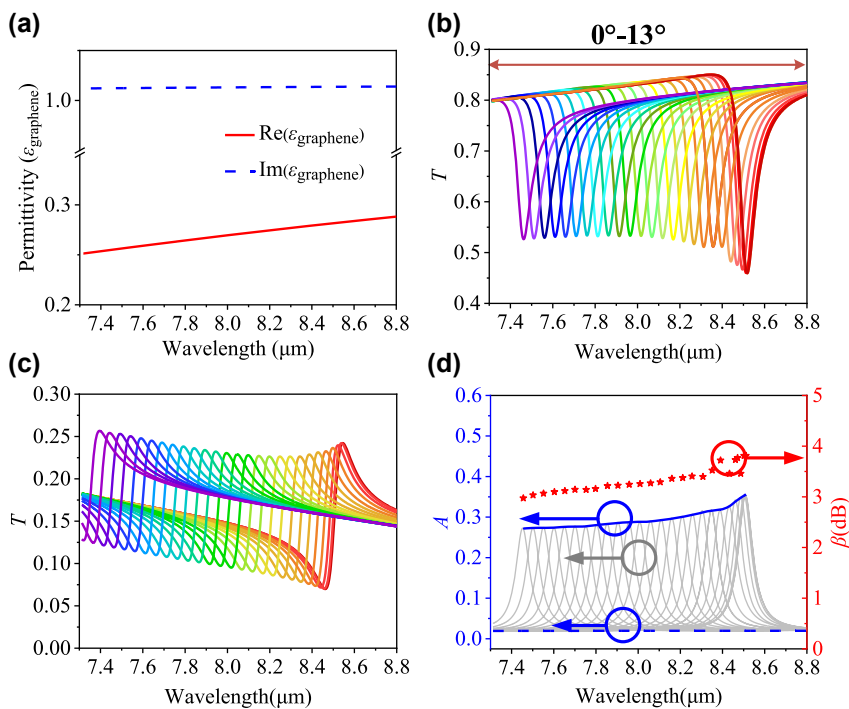 (a)
Permittivity (εgraphene)
1.0
0.3
0.2
Re(εgraphene)
Im(εgraphene)
7.4 7.6 7.8 8.0 8.2 8.4 8.6 8.8
Wavelength (μm)
(b)
0°-13°
T
0.9
0.8
0.7
0.6
0.5
0.4
7.4 7.6 7.8 8.0 8.2 8.4 8.6 8.8
Wavelength(μm)
(c)
T
0.30
0.25
0.20
0.15
0.10
0.05
0.00
7.4 7.6 7.8 8.0 8.2 8.4 8.6 8.8
Wavelength(μm)
(d)
A
0.6
0.5
0.4
0.3
0.2
0.1
0.0
5
4
3
2
1
0
β(dB)
7.4 7.6 7.8 8.0 8.2 8.4 8.6 8.8
Wavelength(μm)